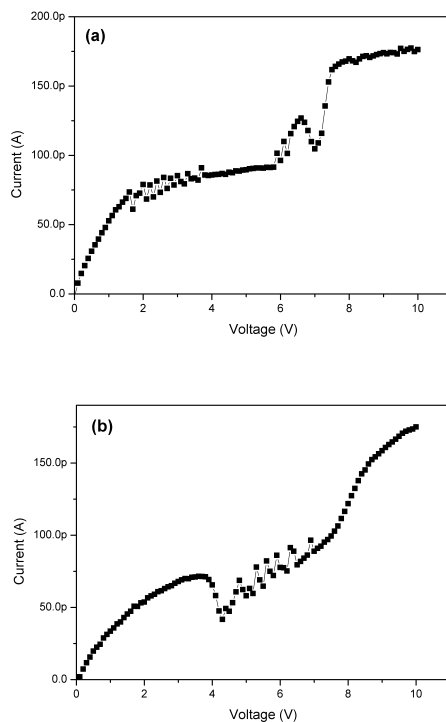 (a)
200.0p
150.0p
100.0p
50.0p
0.0
Current (A)
0 2 4 6 8 10
Voltage (V)
(b)
150.0p
100.0p
50.0p
0.0
Current (A)
0 2 4 6 8 10
Voltage (V)